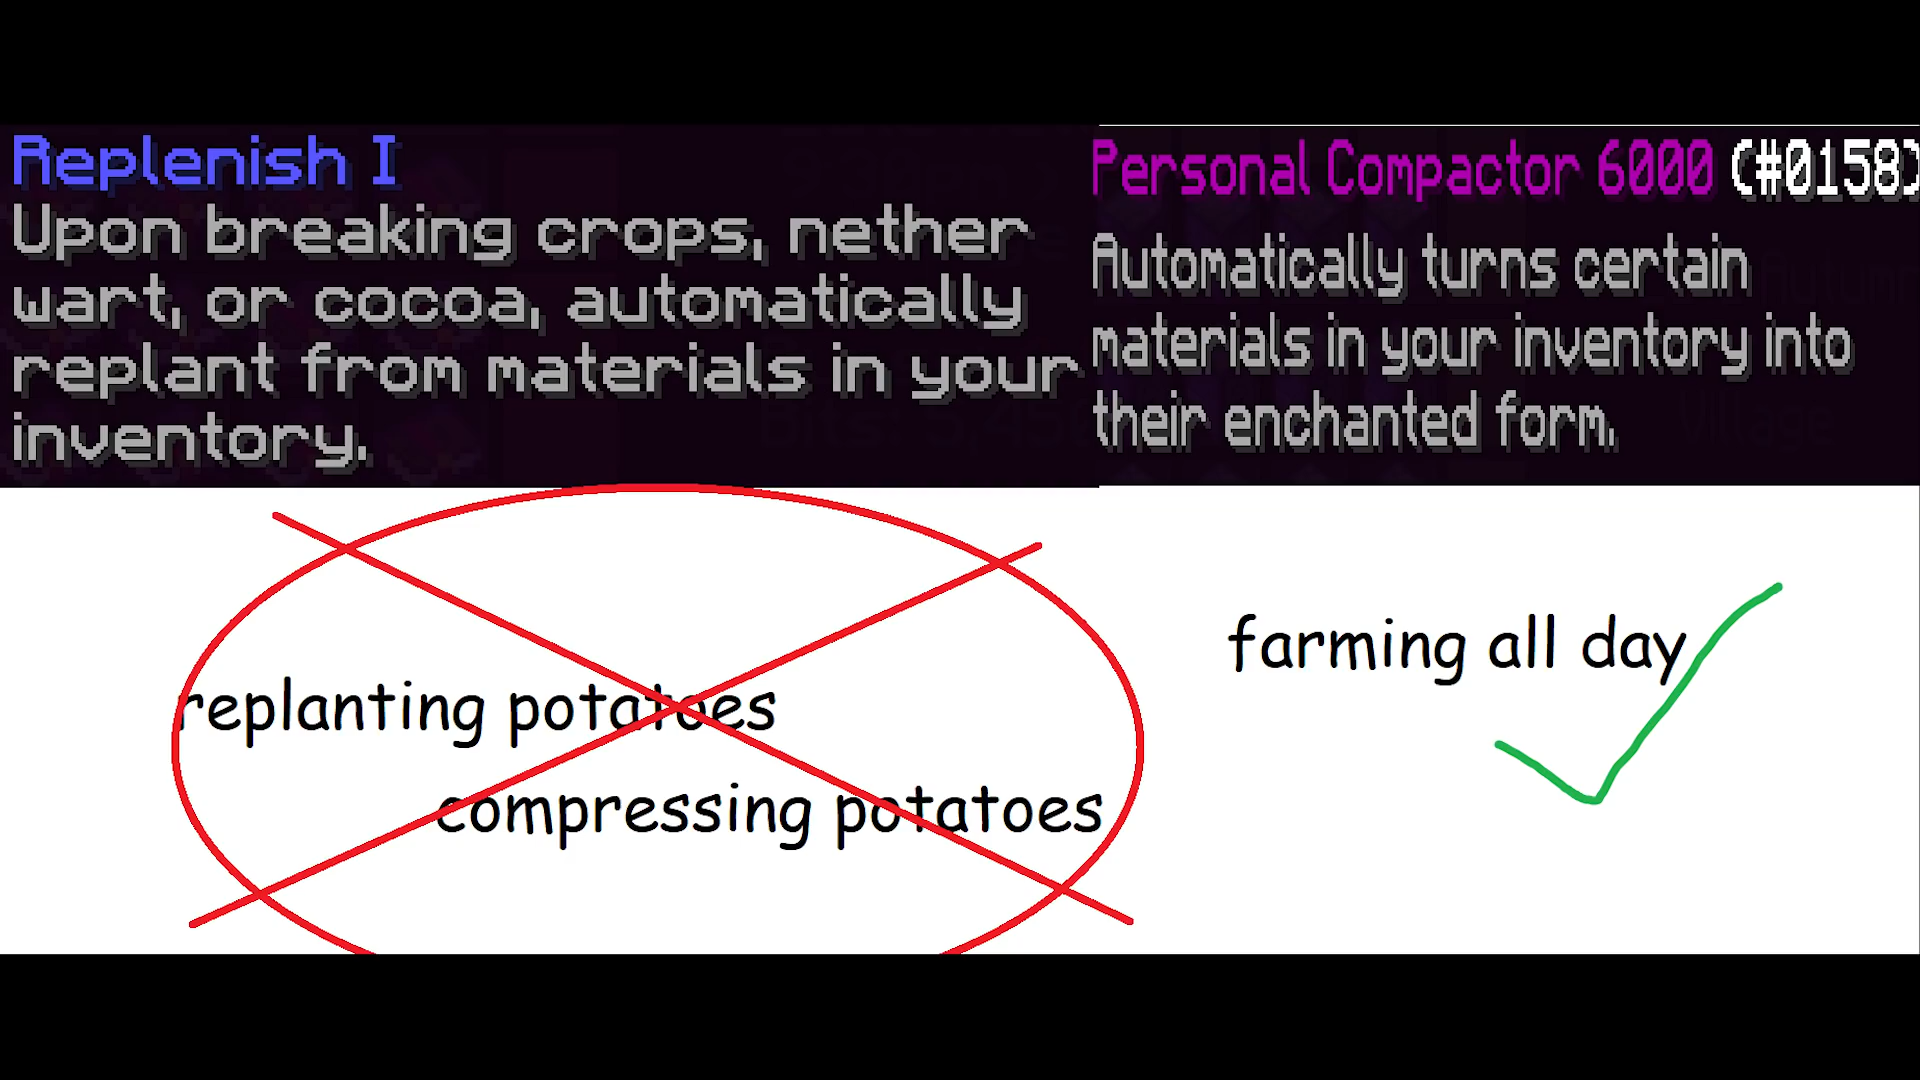 Replenish I
Upon breaking crops, nether
wart, or cocoa, automatically
replant from materials in your
inventory.
Personal Compactor 6000 (#0158)
Automatically turns certain
materials in your inventory into
their enchanted form.
replanting potatoes
compressing potatoes
farming all day